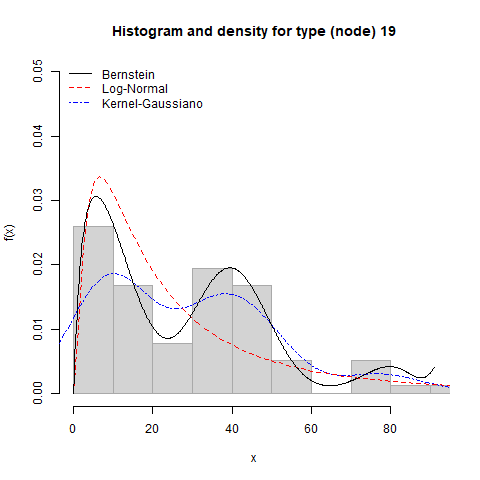 Histogram and density for type (node) 19
Bernstein
Log-Normal
Kernel-Gaussiano
f(x)
0.05
0.04
0.03
0.02
0.01
0.00
0 20 40 60 80
x